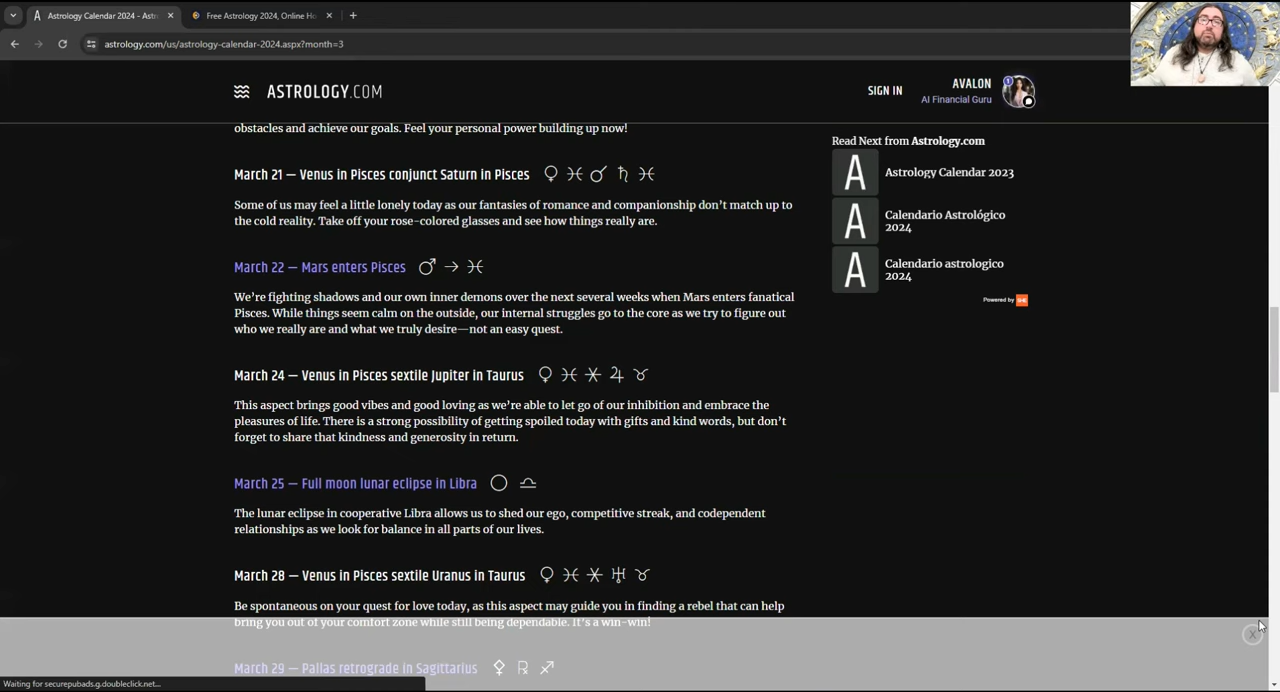 Astrology Calendar 2024 - Astr
Free Astrology 2024, Online Ho
astrology.com/us/astrology-calendar-2024.aspx?month=3
ASTROLOGY.COM
SIGN IN
AVALON
AI Financial Guru
obstacles and achieve our goals. Feel your personal power building up now!
March 21 — Venus in Pisces conjunct Saturn in Pisces ♀ ♓ ☌ ♄ ♓
Some of us may feel a little lonely today as our fantasies of romance and companionship don’t match up to
the cold reality. Take off your rose-colored glasses and see how things really are.
March 22 — Mars enters Pisces ♂ → ♓
We’re fighting shadows and our own inner demons over the next several weeks when Mars enters fanatical
Pisces. While things seem calm on the outside, our internal struggles go to the core as we try to figure out
who we really are and what we truly desire—not an easy quest.
March 24 — Venus in Pisces sextile Jupiter in Taurus ♀ ♓ ⚹ ♃ ♉
This aspect brings good vibes and good loving as we’re able to let go of our inhibition and embrace the
pleasures of life. There is a strong possibility of getting spoiled today with gifts and kind words, but don’t
forget to share that kindness and generosity in return.
March 25 — Full moon lunar eclipse in Libra ○ ♎
The lunar eclipse in cooperative Libra allows us to shed our ego, competitive streak, and codependent
relationships as we look for balance in all parts of our lives.
March 28 — Venus in Pisces sextile Uranus in Taurus ♀ ♓ ⚹ ♅ ♉
Be spontaneous on your quest for love today, as this aspect may guide you in finding a rebel that can help
bring you out of your comfort zone while still being dependable. It’s a win-win!
March 29 — Pallas retrograde in Sagittarius ⚴ ℞ ♐
Read Next from Astrology.com
A Astrology Calendar 2023
A Calendario Astrológico
2024
A Calendario astrologico
2024
Powered by
X
Waiting for securepubads.g.doubleclick.net...